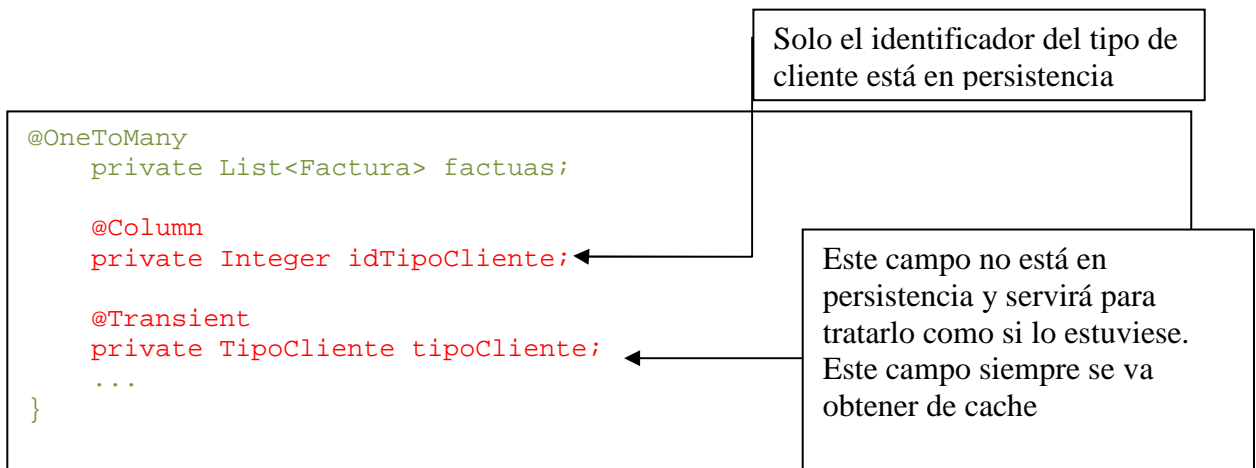 Solo el identificador del tipo de
cliente está en persistencia
@OneToMany
private List<Factura> factuas;
@Column
private Integer idTipoCliente;
@Transient
private TipoCliente tipoCliente;
...
}
Este campo no está en
persistencia y servirá para
tratarlo como si lo estuviese.
Este campo siempre se va
obtener de cache